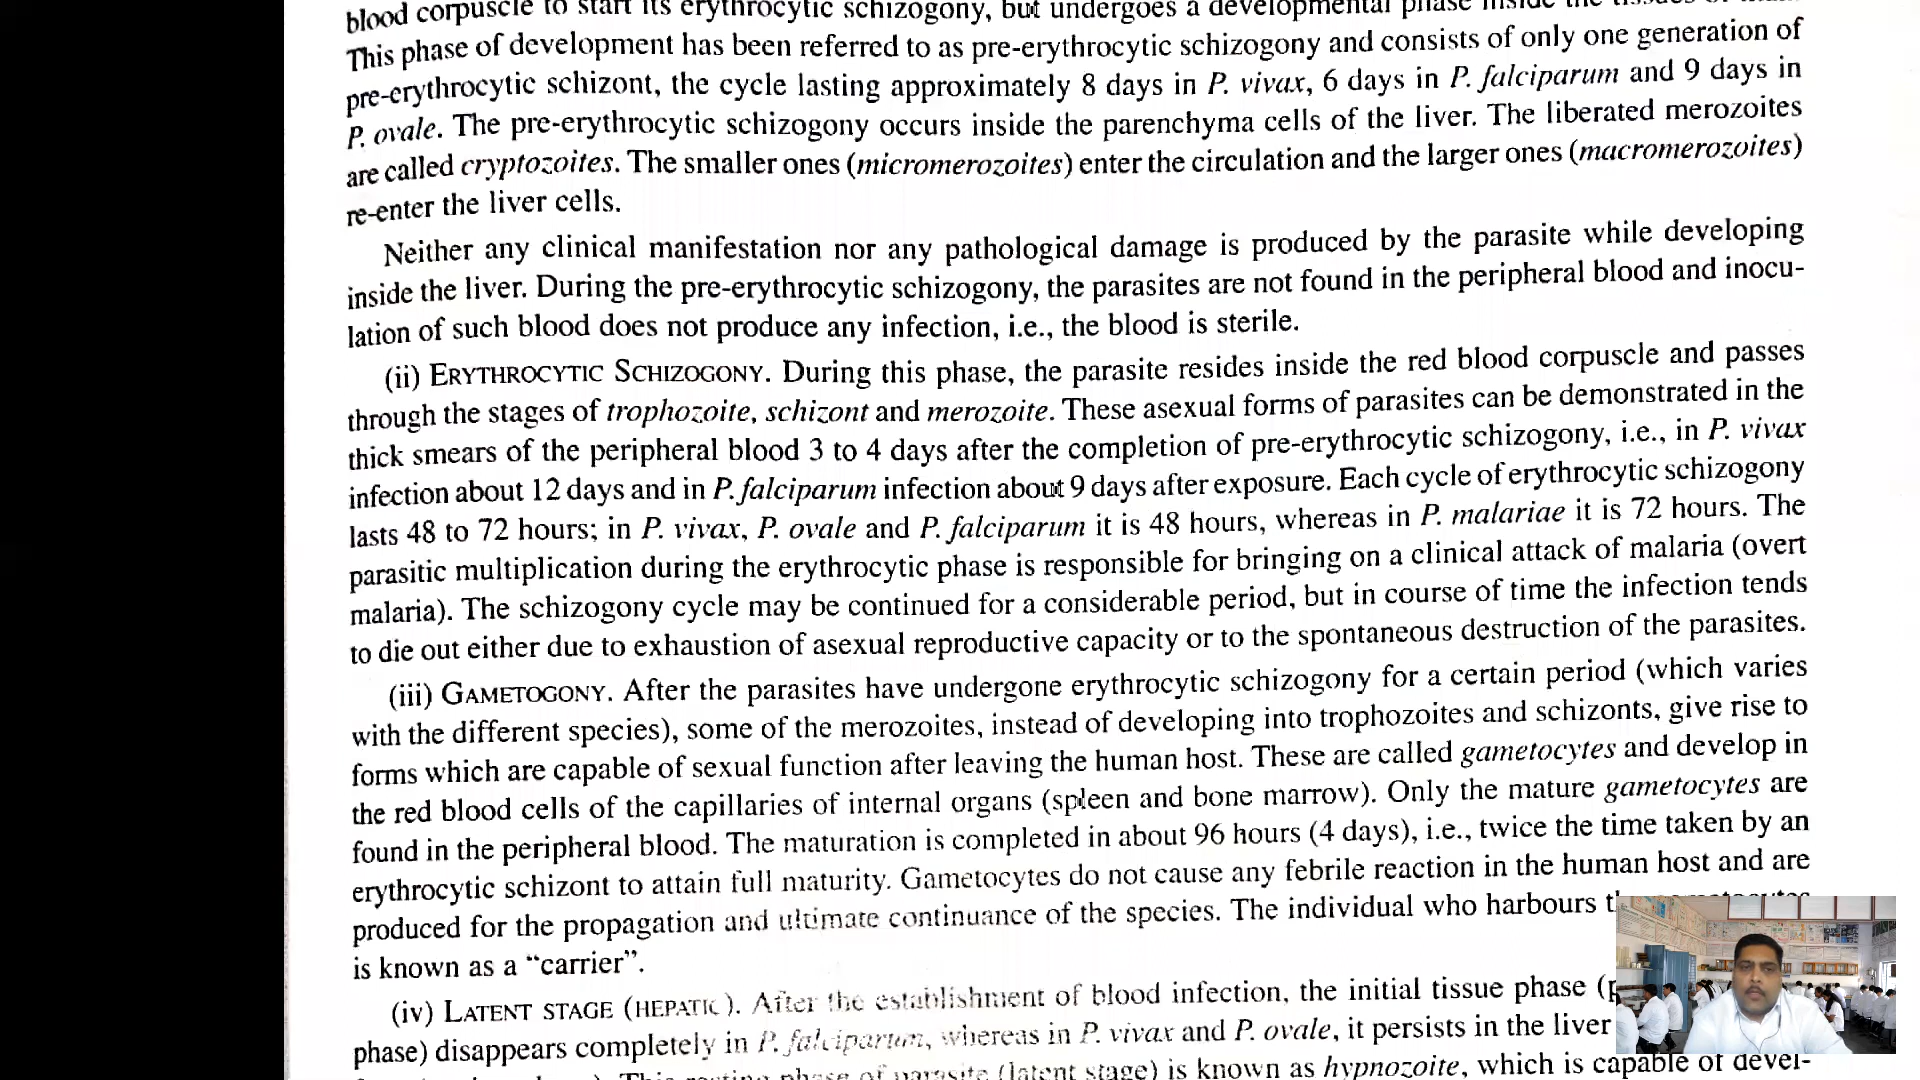 blood corpuscle to start its erythrocytic schizogony, but undergoes a developmental phase inside the tissues of
This phase of development has been referred to as pre-erythrocytic schizogony and consists of only one generation of
pre-erythrocytic schizont, the cycle lasting approximately 8 days in P. vivax, 6 days in P. falciparum and 9 days in
P. ovale. The pre-erythrocytic schizogony occurs inside the parenchyma cells of the liver. The liberated merozoites
are called cryptozoites. The smaller ones (micromerozoites) enter the circulation and the larger ones (macromerozoites)
re-enter the liver cells.
Neither any clinical manifestation nor any pathological damage is produced by the parasite while developing
inside the liver. During the pre-erythrocytic schizogony, the parasites are not found in the peripheral blood and inocu-
lation of such blood does not produce any infection, i.e., the blood is sterile.
(ii) ERYTHROCYTIC SCHIZOGONY. During this phase, the parasite resides inside the red blood corpuscle and passes
through the stages of trophozoite, schizont and merozoite. These asexual forms of parasites can be demonstrated in the
thick smears of the peripheral blood 3 to 4 days after the completion of pre-erythrocytic schizogony, i.e., in P. vivax
infection about 12 days and in P. falciparum infection about 9 days after exposure. Each cycle of erythrocytic schizogony
lasts 48 to 72 hours; in P. vivax, P. ovale and P. falciparum it is 48 hours, whereas in P. malariae it is 72 hours. The
parasitic multiplication during the erythrocytic phase is responsible for bringing on a clinical attack of malaria (overt
malaria). The schizogony cycle may be continued for a considerable period, but in course of time the infection tends
to die out either due to exhaustion of asexual reproductive capacity or to the spontaneous destruction of the parasites.
(iii) GAMETOGONY. After the parasites have undergone erythrocytic schizogony for a certain period (which varies
with the different species), some of the merozoites, instead of developing into trophozoites and schizonts, give rise to
forms which are capable of sexual function after leaving the human host. These are called gametocytes and develop in
the red blood cells of the capillaries of internal organs (spleen and bone marrow). Only the mature gametocytes are
found in the peripheral blood. The maturation is completed in about 96 hours (4 days), i.e., twice the time taken by an
erythrocytic schizont to attain full maturity. Gametocytes do not cause any febrile reaction in the human host and are
produced for the propagation and ultimate continuance of the species. The individual who harbours
is known as a “carrier”.
(iv) LATENT STAGE (HEPATIC). After the establishment of blood infection, the initial tissue phase
phase) disappears completely in P. falciparum, whereas in P. vivax and P. ovale, it persists in the liver
phase of parasite (latent stage) is known as hypnozoite, which is capable of devel-